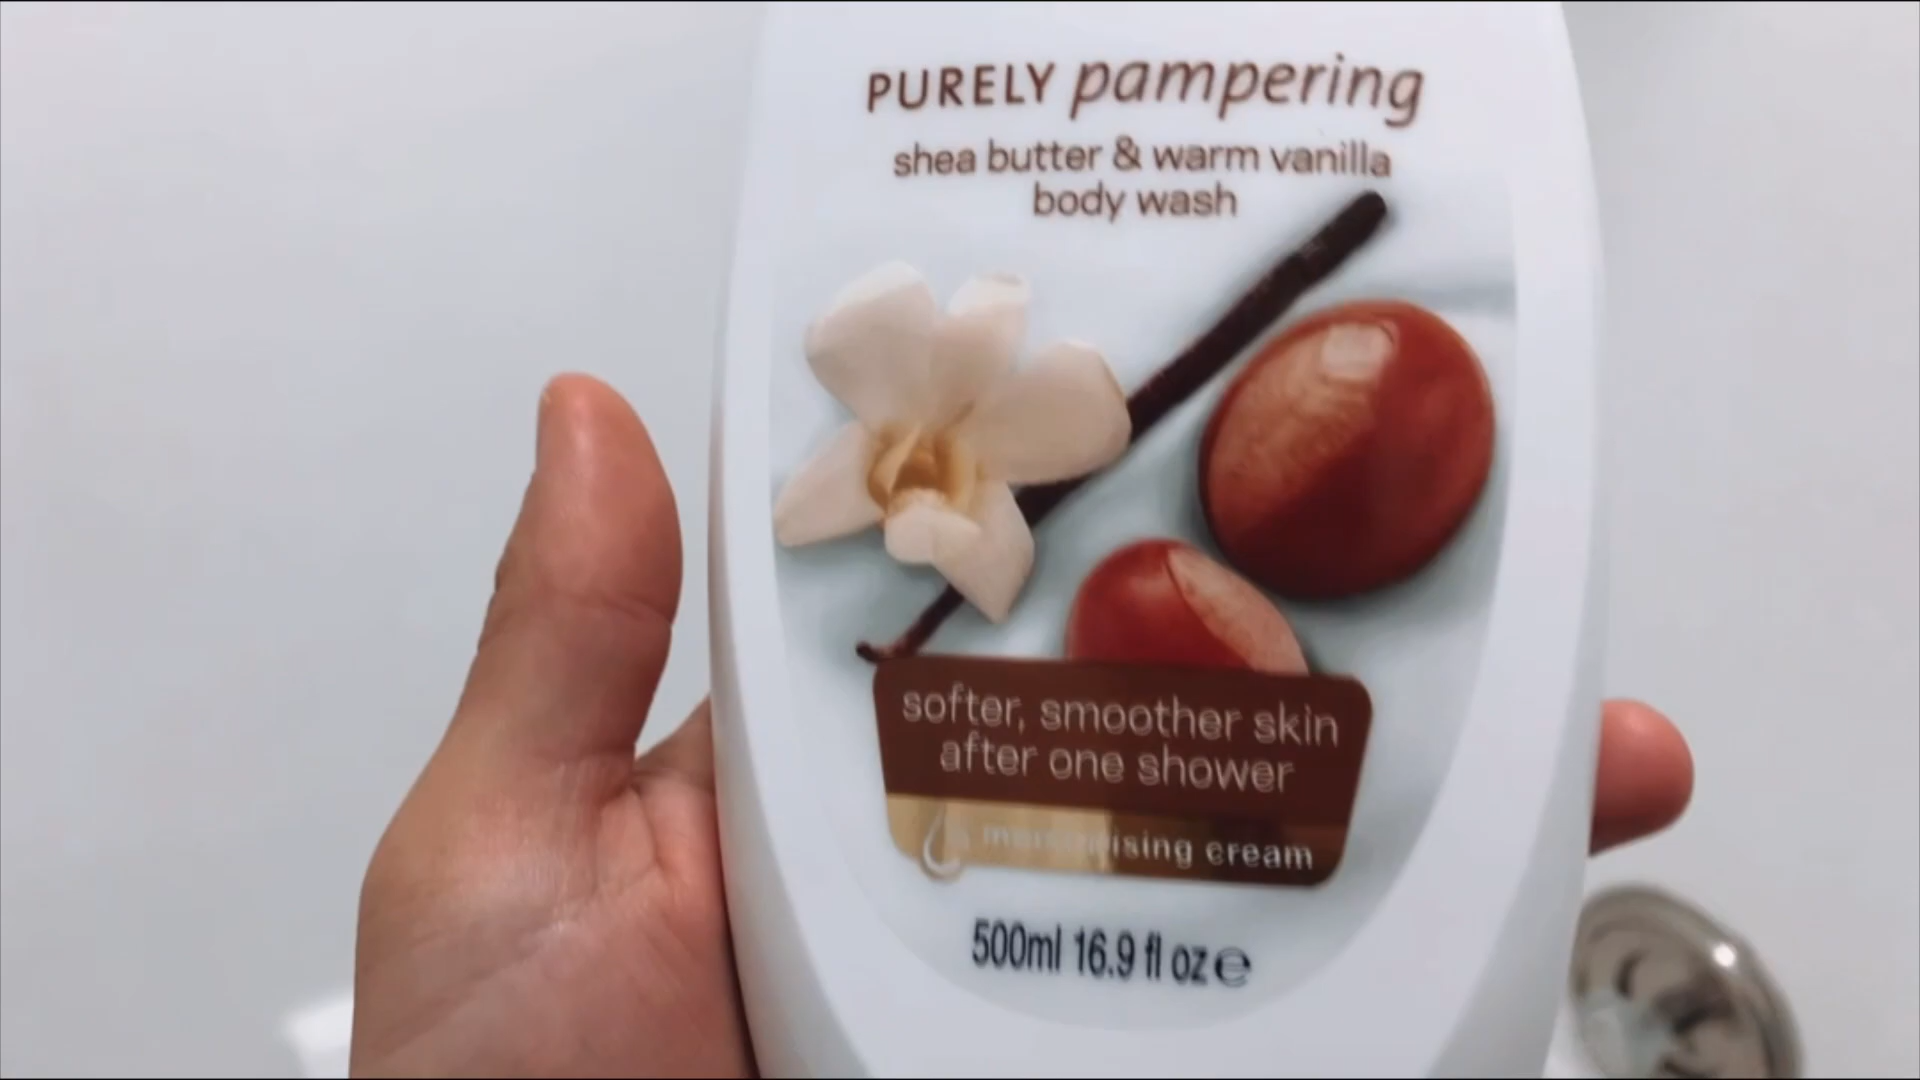 PURELY pampering
shea butter & warm vanilla
body wash
softer, smoother skin
after one shower
cream
500ml 16.9 fl oz e